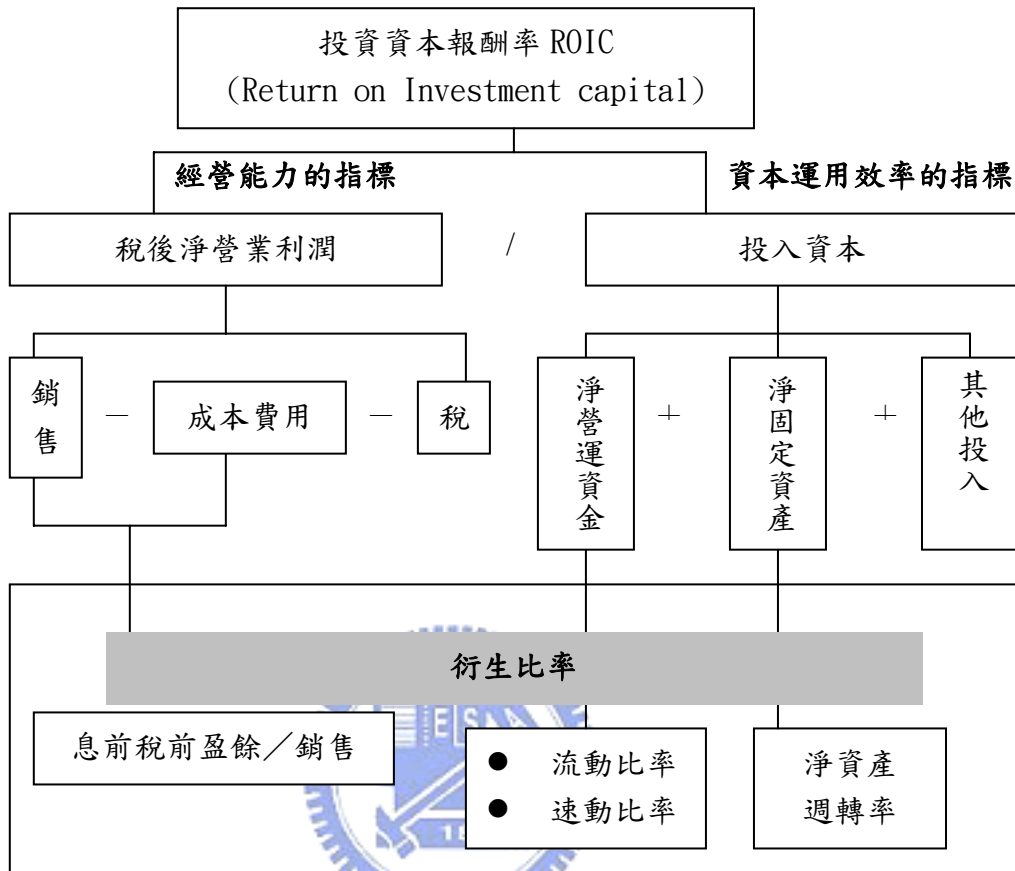 投資資本報酬率 ROIC
(Return on Investment capital)
經營能力的指標
資本運用效率的指標
稅後淨營業利潤
/
投入資本
銷售
－
成本費用
－
稅
淨營運資金
＋
淨固定資產
＋
其他投入
衍生比率
息前稅前盈餘／銷售
● 流動比率
● 速動比率
淨資產
週轉率